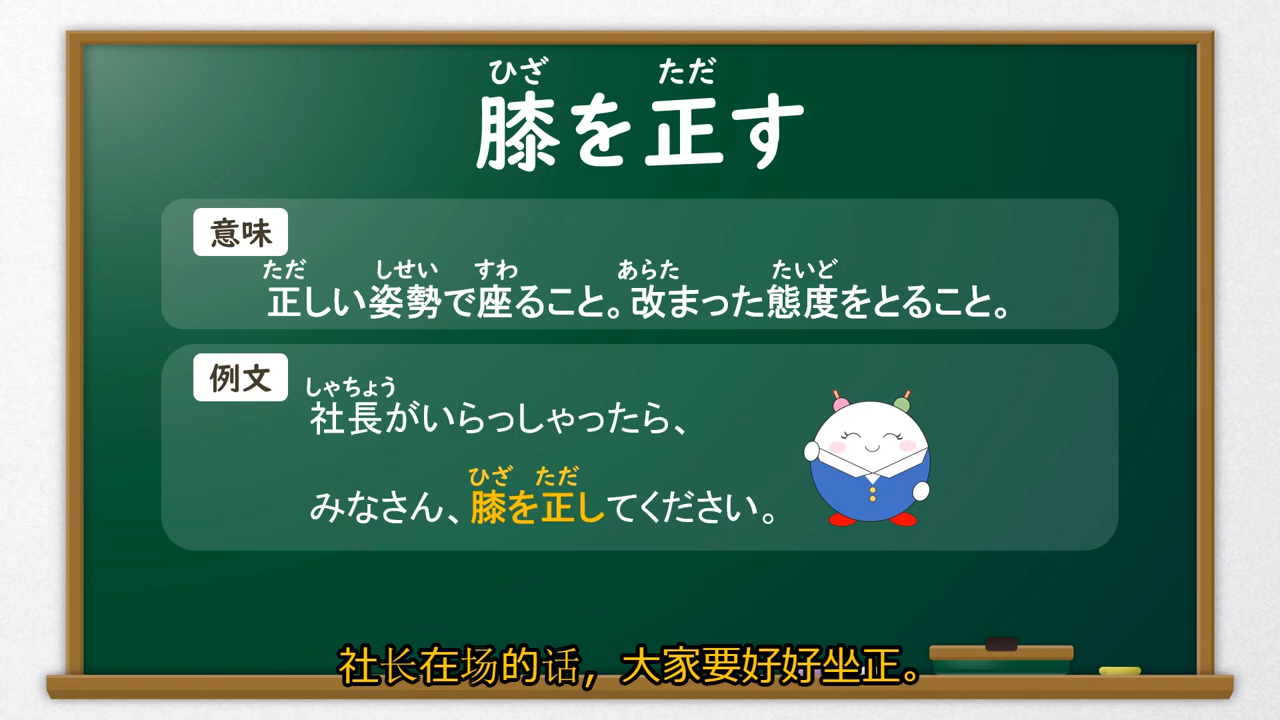 ひざ ただ
膝を正す
意味
ただ しせい すわ あらた たいど
正しい姿勢で座ること。改まった態度をとること。
例文
しゃちょう
社長がいらっしゃったら、
ひざ ただ
みなさん、膝を正してください。
社长在场的话，大家要好好坐正。